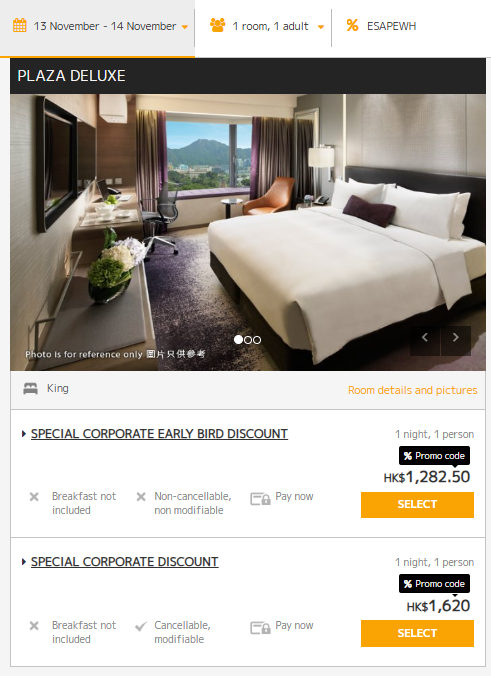 13 November - 14 November
1 room, 1 adult
ESAPEWH
PLAZA DELUXE
Photo is for reference only 圖片只供參考
King
Room details and pictures
SPECIAL CORPORATE EARLY BIRD DISCOUNT
1 night, 1 person
% Promo code
HK$1,282.50
Breakfast not
included
Non-cancellable,
non modifiable
Pay now
SELECT
SPECIAL CORPORATE DISCOUNT
1 night, 1 person
% Promo code
HK$1,620
Breakfast not
included
Cancellable,
modifiable
Pay now
SELECT